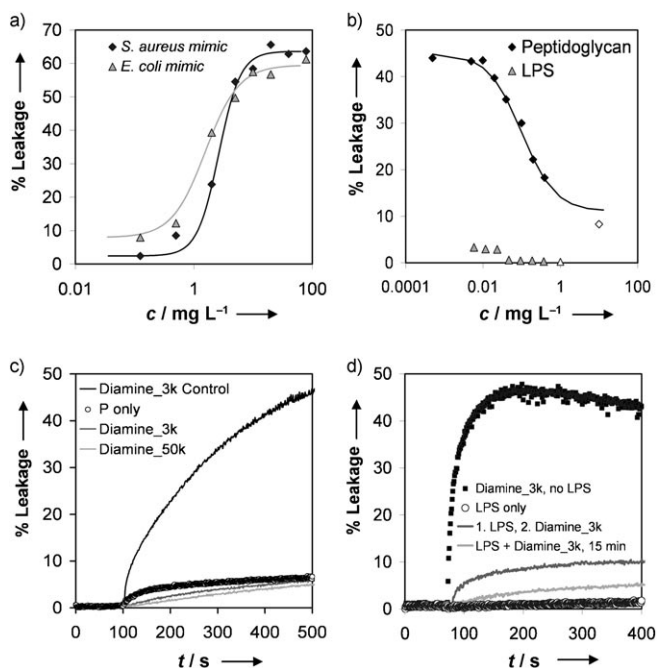 a)
70
60
50
40
30
20
10
0
% Leakage
S. aureus mimic
E. coli mimic
0.01
1
100
c / mg L⁻¹
b)
50
40
30
20
10
0
% Leakage
Peptidoglycan
LPS
0.0001
0.01
1
100
c / mg L⁻¹
c)
50
40
30
20
10
0
% Leakage
Diamine_3k Control
P only
Diamine_3k
Diamine_50k
0
100
200
300
400
500
t / s
d)
50
40
30
20
10
0
% Leakage
Diamine_3k, no LPS
LPS only
1. LPS, 2. Diamine_3k
LPS + Diamine_3k, 15 min
0
100
200
300
400
t / s